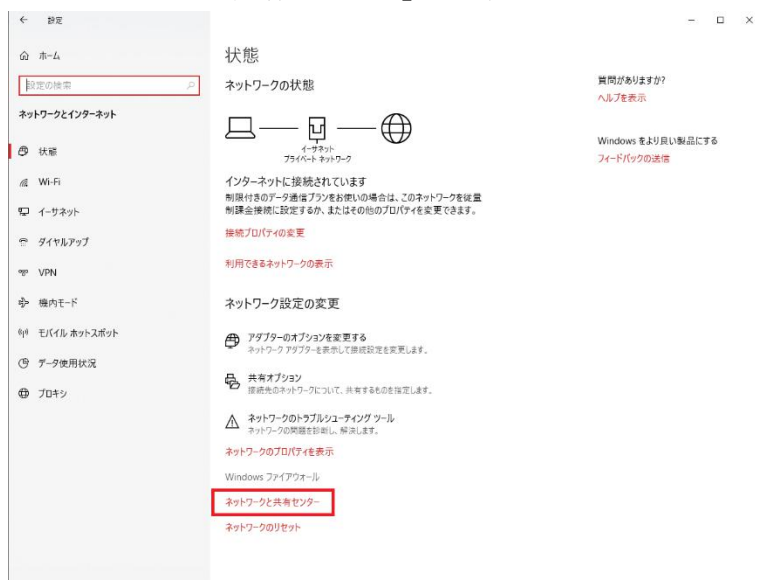 設定
ホーム
設定の検索
ネットワークとインターネット
状態
Wi-Fi
イーサネット
ダイヤルアップ
VPN
機内モード
モバイル ホットスポット
データ使用状況
プロキシ
状態
ネットワークの状態
イーサネット
プライベート ネットワーク
インターネットに接続されています
制限付きのデータ通信プランをお使いの場合は、このネットワークを従量
制課金接続に設定するか、またはその他のプロパティを変更できます。
接続プロパティの変更
利用できるネットワークの表示
ネットワーク設定の変更
アダプターのオプションを変更する
ネットワーク アダプターを表示して接続設定を変更します。
共有オプション
接続先のネットワークについて、共有するものを指定します。
ネットワークのトラブルシューティング ツール
ネットワークの問題を診断し、解決します。
ネットワークのプロパティを表示
Windows ファイアウォール
ネットワークと共有センター
ネットワークのリセット
質問がありますか?
ヘルプを表示
Windows をより良い製品にする
フィードバックの送信